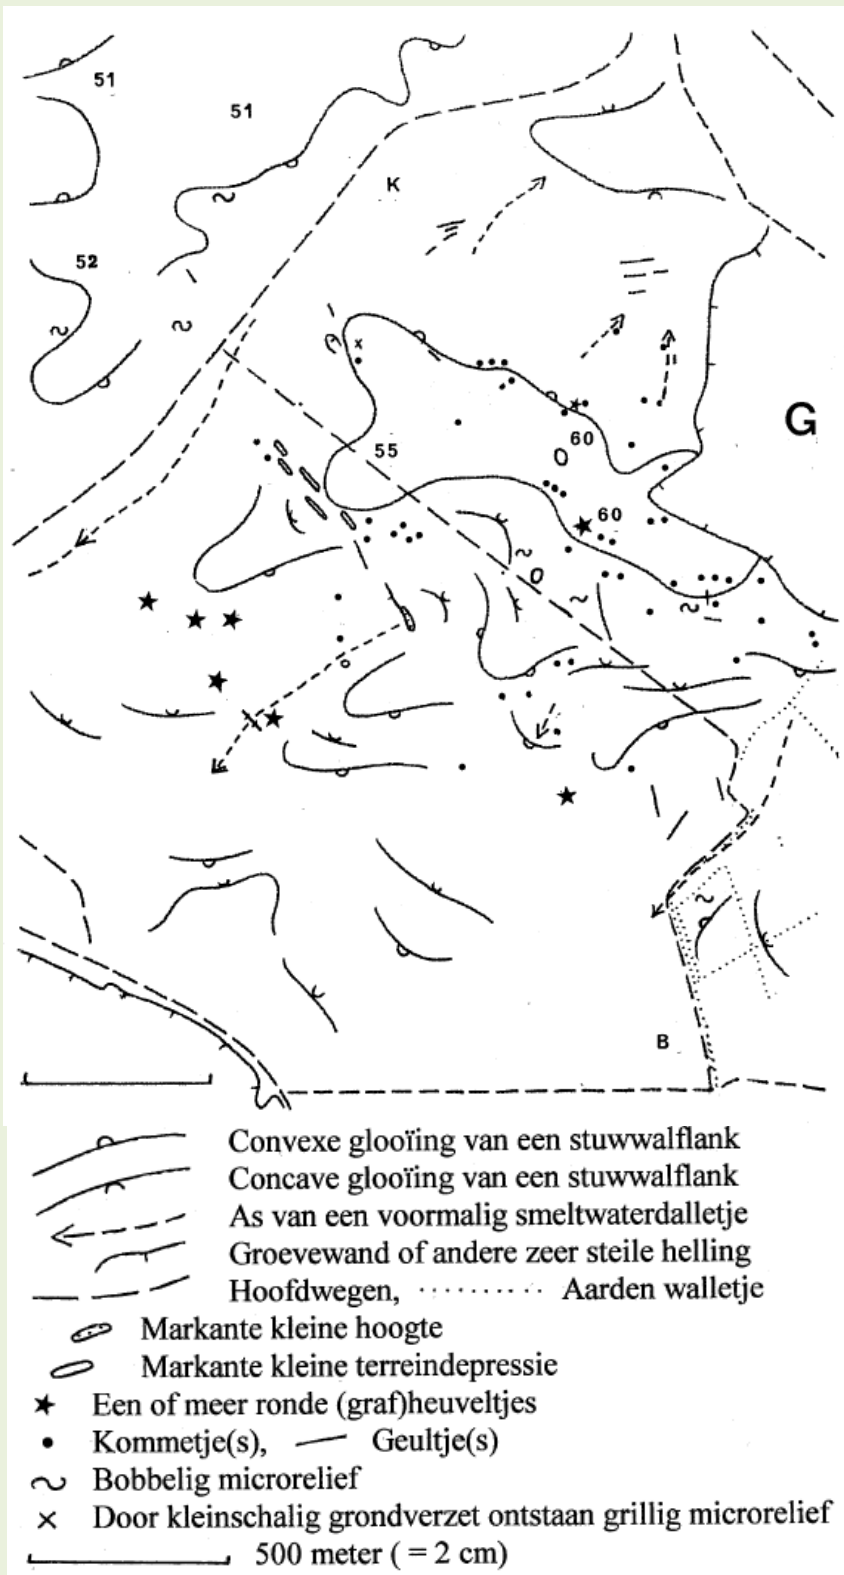 51
51
K
52
G
55
60
60
B
Convexe glooïing van een stuwwalflank
Concave glooïing van een stuwwalflank
As van een voormalig smeltwaterdalletje
Groevewand of andere zeer steile helling
Hoofdwegen, Aarden walletje
Markante kleine hoogte
Markante kleine terreindepressie
Een of meer ronde (graf)heuveltjes
Kommetje(s), Geultje(s)
Bobbelig microrelief
Door kleinschalig grondverzet ontstaan grillig microrelief
500 meter ( = 2 cm)